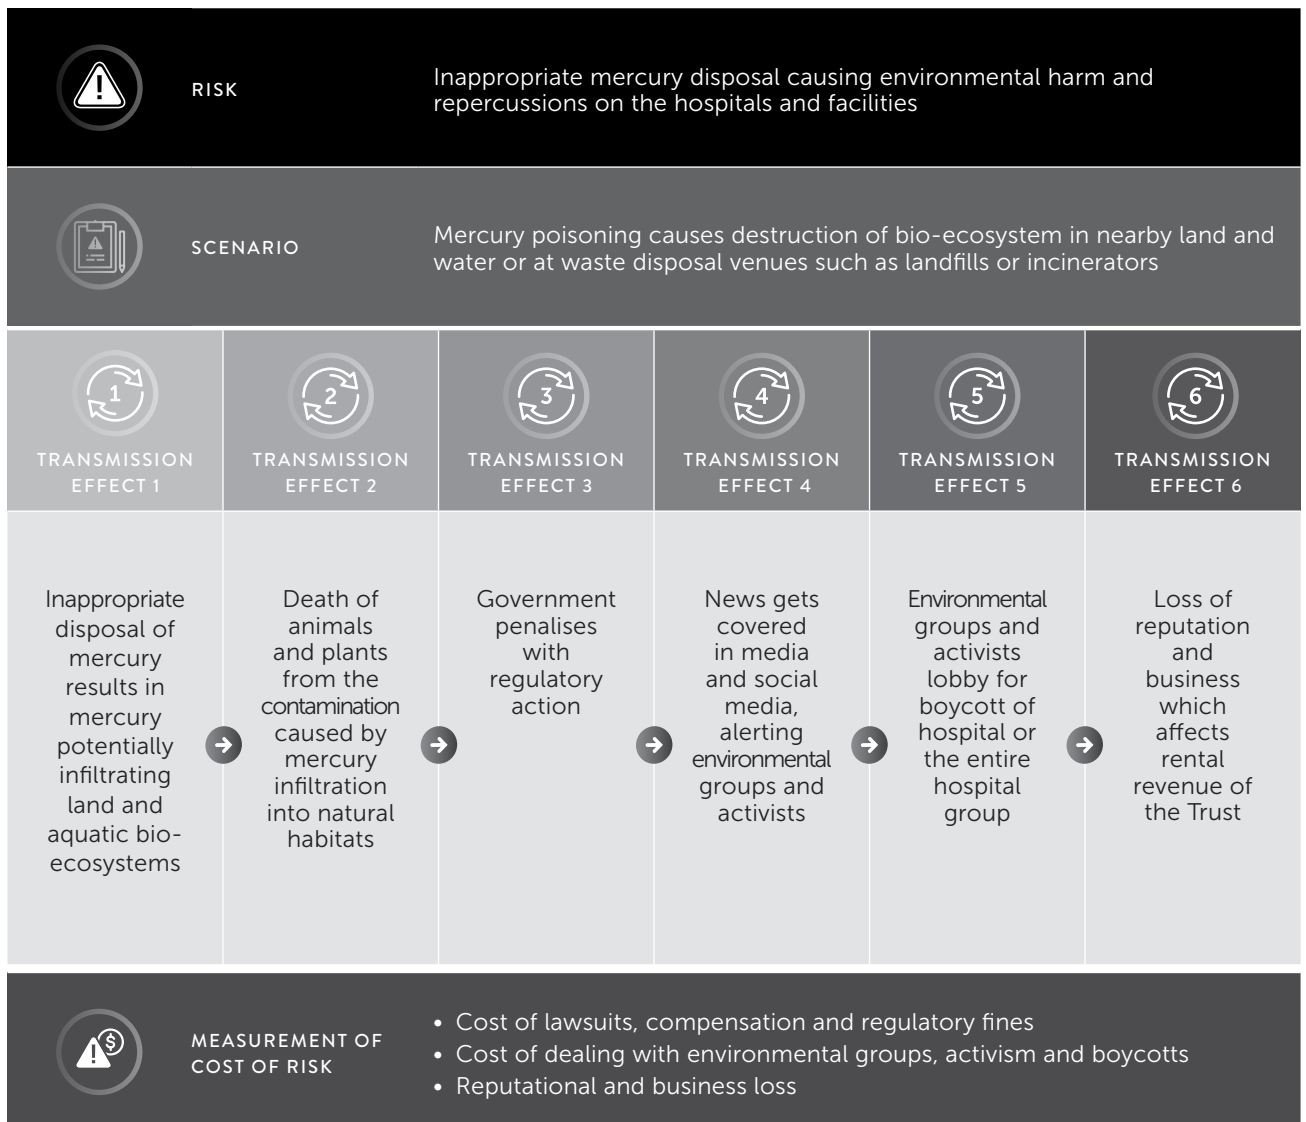 RISK
Inappropriate mercury disposal causing environmental harm and
repercussions on the hospitals and facilities
SCENARIO
Mercury poisoning causes destruction of bio-ecosystem in nearby land and
water or at waste disposal venues such as landfills or incinerators
1
TRANSMISSION
EFFECT 1
2
TRANSMISSION
EFFECT 2
3
TRANSMISSION
EFFECT 3
4
TRANSMISSION
EFFECT 4
5
TRANSMISSION
EFFECT 5
6
TRANSMISSION
EFFECT 6
Inappropriate
disposal of
mercury
results in
mercury
potentially
infiltrating
land and
aquatic bio-
ecosystems
Death of
animals
and plants
from the
contamination
caused by
mercury
infiltration
into natural
habitats
Government
penalises
with
regulatory
action
News gets
covered
in media
and social
media,
alerting
environmental
groups and
activists
Environmental
groups and
activists
lobby for
boycott of
hospital or
the entire
hospital
group
Loss of
reputation
and
business
which
affects
rental
revenue of
the Trust
$
MEASUREMENT OF
COST OF RISK
• Cost of lawsuits, compensation and regulatory fines
• Cost of dealing with environmental groups, activism and boycotts
• Reputational and business loss